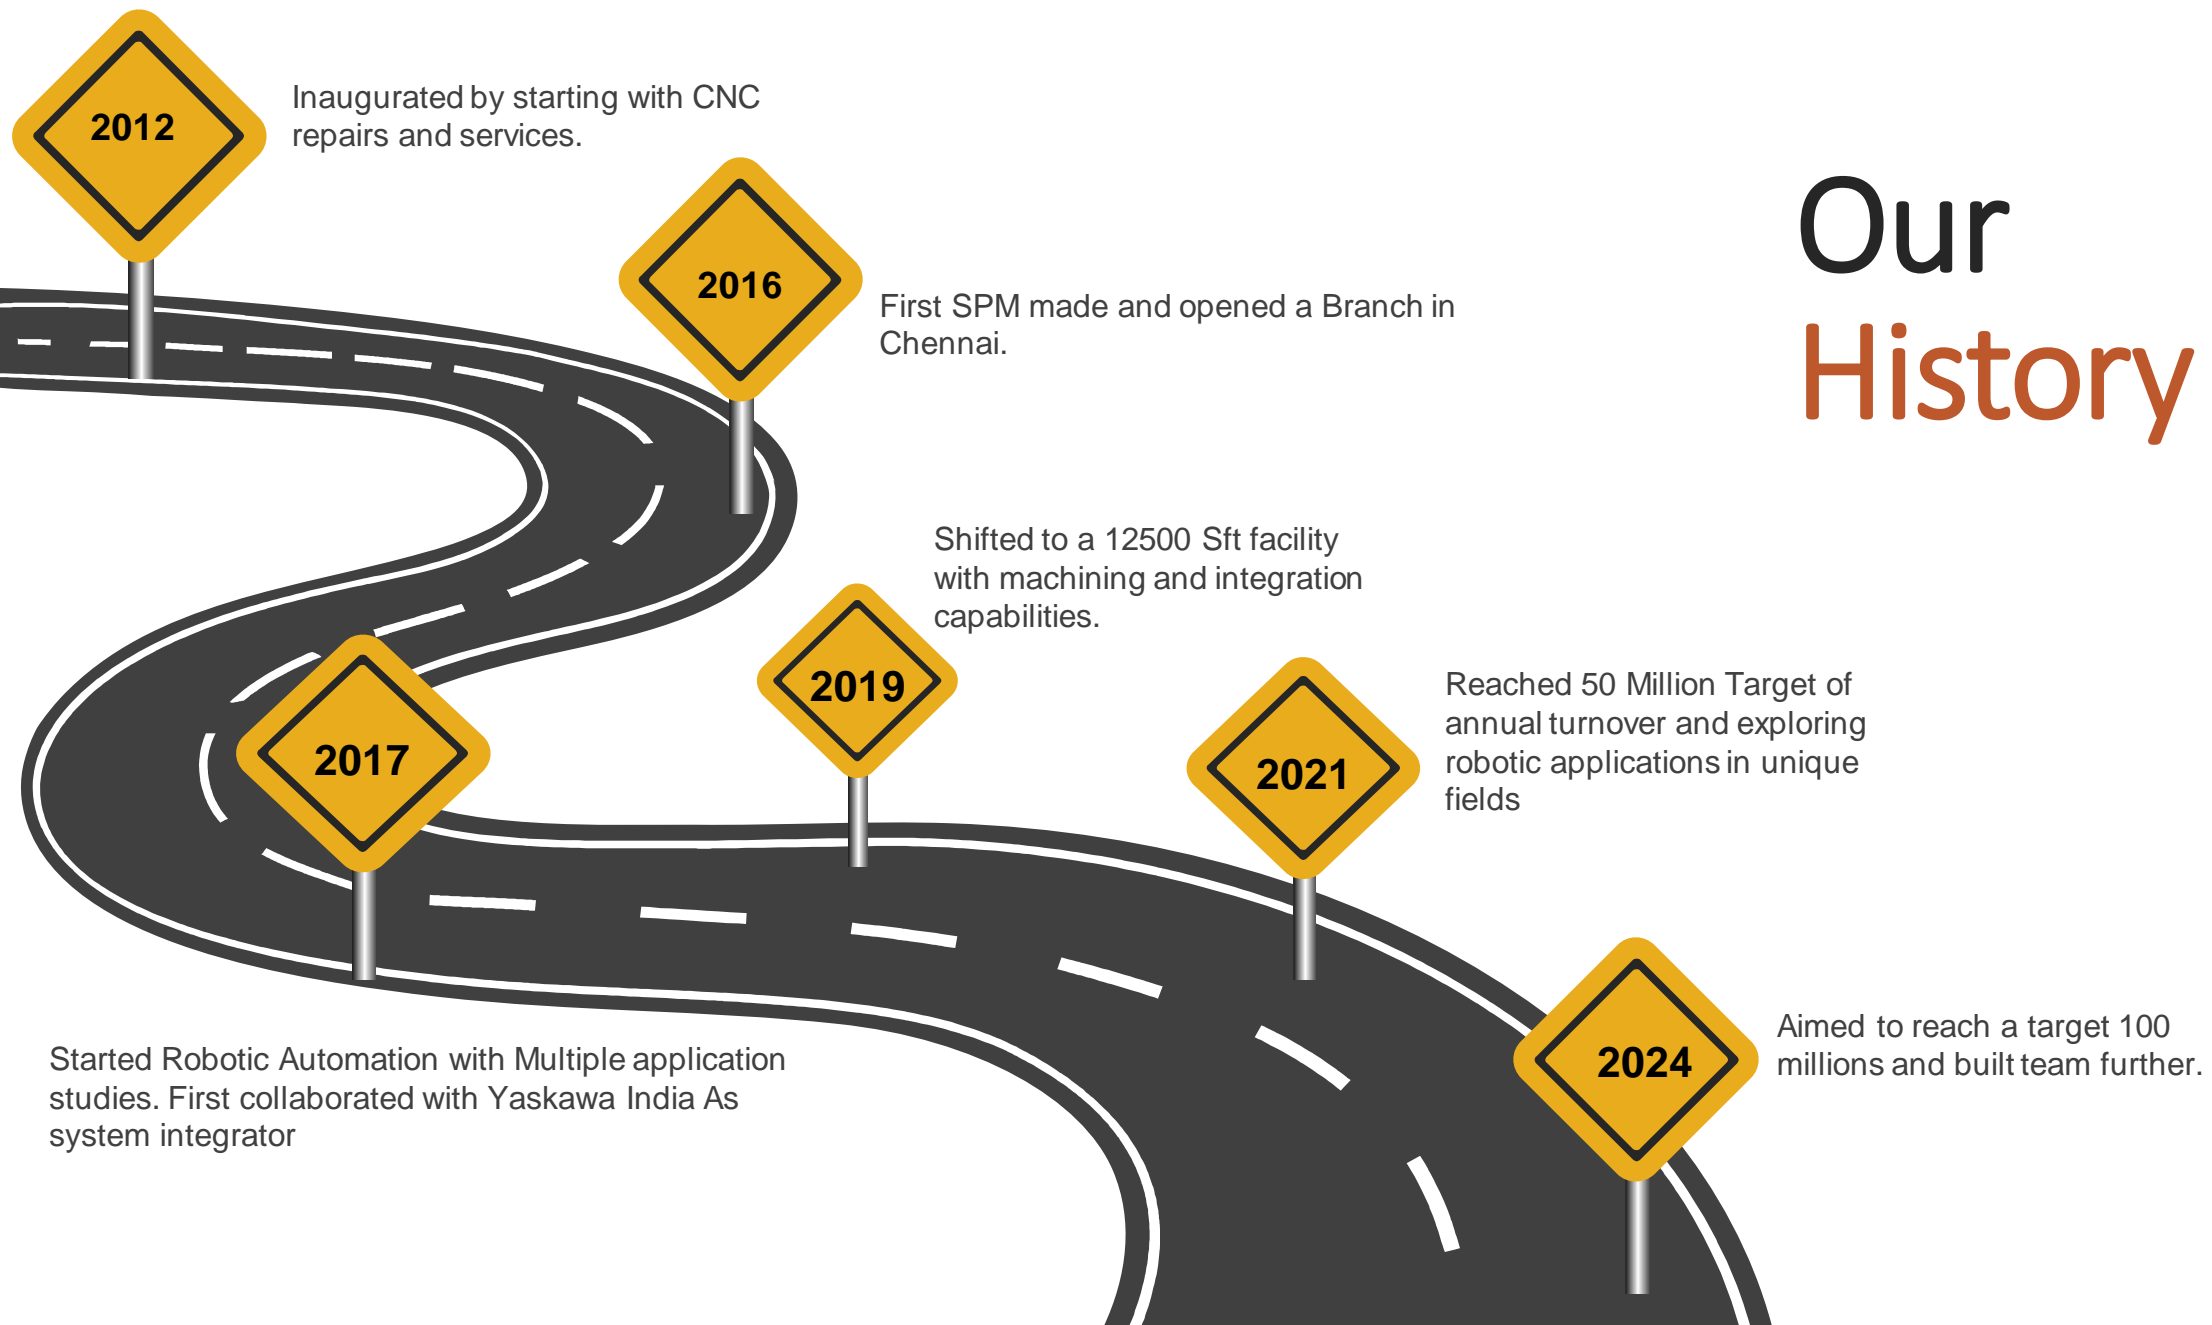 Our
History
2012
Inaugurated by starting with CNC
repairs and services.
2016
First SPM made and opened a Branch in
Chennai.
2017
Started Robotic Automation with Multiple application
studies. First collaborated with Yaskawa India As
system integrator
2019
Shifted to a 12500 Sft facility
with machining and integration
capabilities.
2021
Reached 50 Million Target of
annual turnover and exploring
robotic applications in unique
fields
2024
Aimed to reach a target 100
millions and built team further.